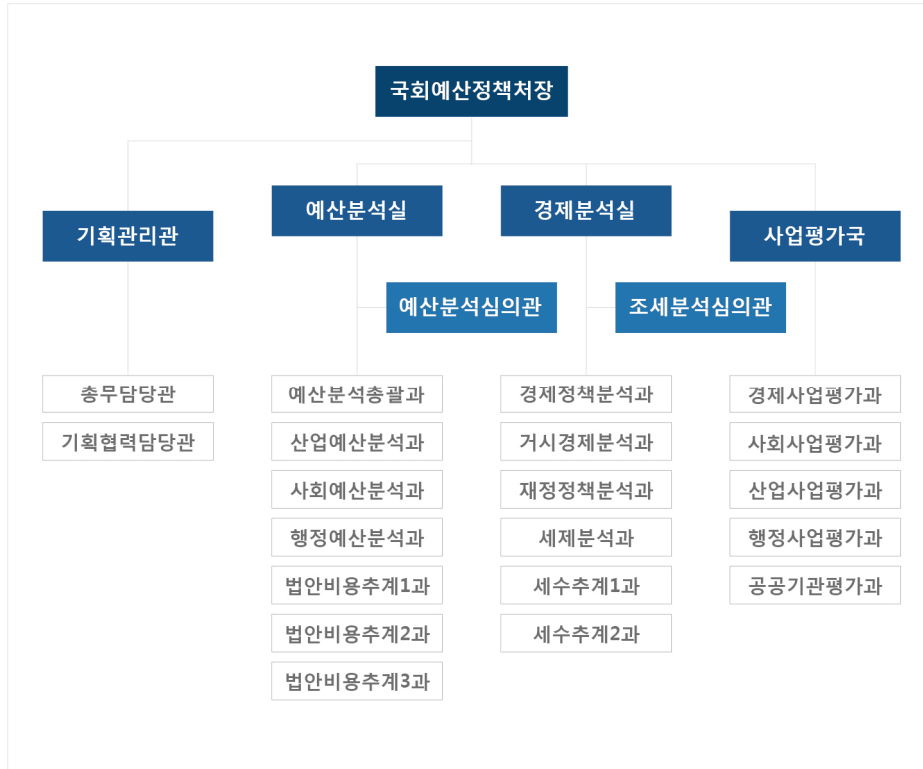 국회예산정책처장
기획관리관
예산분석실
경제분석실
사업평가국
예산분석심의관
조세분석심의관
총무담당관
기획협력담당관
예산분석총괄과
산업예산분석과
사회예산분석과
행정예산분석과
법안비용추계1과
법안비용추계2과
법안비용추계3과
경제정책분석과
거시경제분석과
재정정책분석과
세제분석과
세수추계1과
세수추계2과
경제사업평가과
사회사업평가과
산업사업평가과
행정사업평가과
공공기관평가과